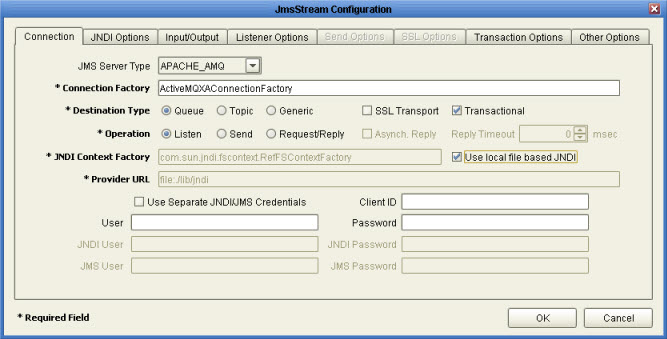 JmsStream Configuration
Connection JNDI Options Input/Output Listener Options Send Options SSL Options Transaction Options Other Options
JMS Server Type APACHE_AMQ
* Connection Factory ActiveMQXAConnectionFactory
* Destination Type Queue Topic Generic SSL Transport Transactional
* Operation Listen Send Request/Reply Asynch. Reply Reply Timeout 0 msec
* JNDI Context Factory com.sun.jndi.fscontext.RefFSContextFactory Use local file based JNDI
* Provider URL file:./lib/jndi
Use Separate JNDI/JMS Credentials Client ID
User Password
JNDI User JNDI Password
JMS User JMS Password
* Required Field OK Cancel